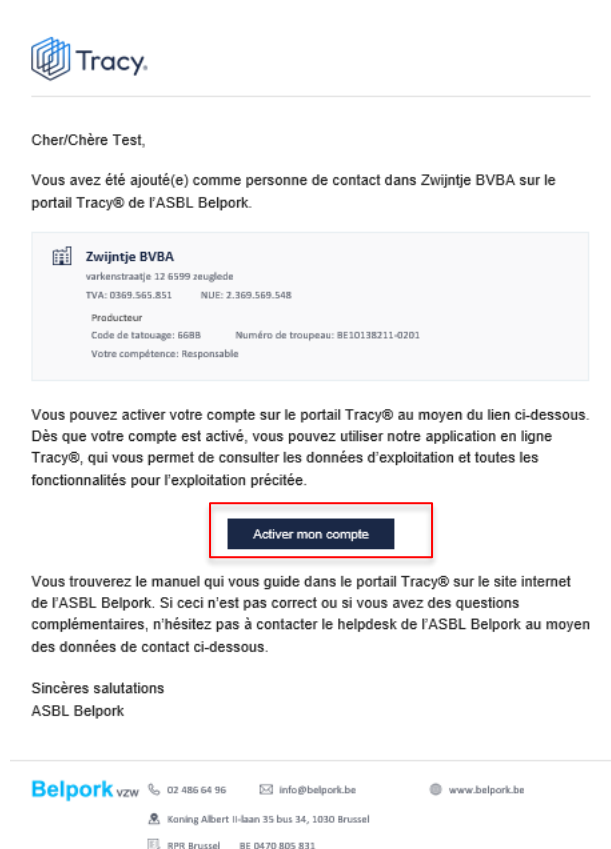 Tracy.
Cher/Chère Test,
Vous avez été ajouté(e) comme personne de contact dans Zwijntje BVBA sur le
portail Tracy® de l'ASBL Belpork.
Zwijntje BVBA
varkenstraatje 12 6599 zeuglede
TVA: 0369.565.851 NUE: 2.369.569.548
Producteur
Code de tatouage: 66BB Numéro de troupeau: BE10138211-0201
Votre compétence: Responsable
Vous pouvez activer votre compte sur le portail Tracy® au moyen du lien ci-dessous.
Dès que votre compte est activé, vous pouvez utiliser notre application en ligne
Tracy®, qui vous permet de consulter les données d'exploitation et toutes les
fonctionnalités pour l'exploitation précitée.
Activer mon compte
Vous trouverez le manuel qui vous guide dans le portail Tracy® sur le site internet
de l'ASBL Belpork. Si ceci n'est pas correct ou si vous avez des questions
complémentaires, n'hésitez pas à contacter le helpdesk de l'ASBL Belpork au moyen
des données de contact ci-dessous.
Sincères salutations
ASBL Belpork
Belpork vzw 02 486 64 96 info@belpork.be www.belpork.be
Koning Albert II-laan 35 bus 34, 1030 Brussel
RPR Brussel BE 0470 805 831